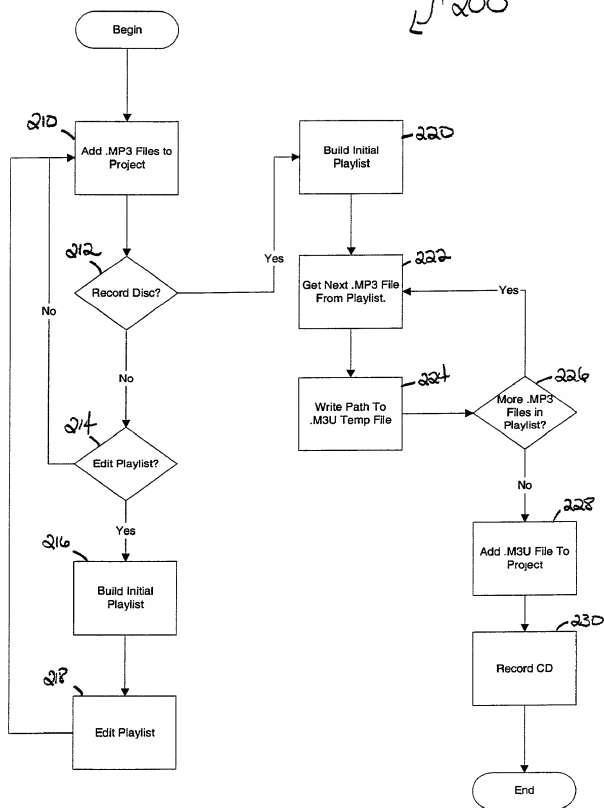 200
Begin
210
Add .MP3 Files to
Project
212
Record Disc?
Yes
No
No
214
Edit Playlist?
Yes
216
Build Initial
Playlist
218
Edit Playlist
220
Build Initial
Playlist
222
Get Next .MP3 File
From Playlist.
Yes
224
Write Path To
.M3U Temp File
226
More .MP3
Files in
Playlist?
No
228
Add .M3U File To
Project
230
Record CD
End